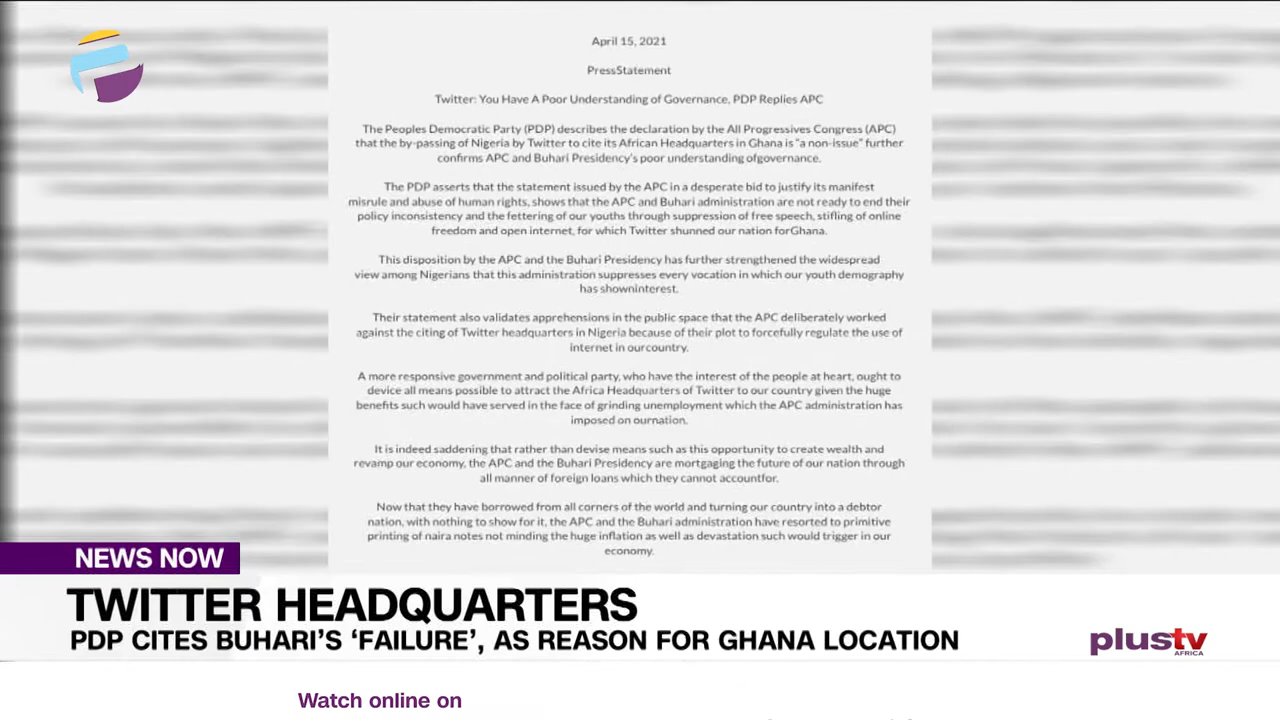 April 15, 2021
PressStatement
Twitter: You Have A Poor Understanding of Governance, PDP Replies APC
The Peoples Democratic Party (PDP) describes the declaration by the All Progressives Congress (APC)
that the by-passing of Nigeria by Twitter to cite its African Headquarters in Ghana is "a non-issue" further
confirms APC and Buhari Presidency's poor understanding ofgovernance.
The PDP asserts that the statement issued by the APC in a desperate bid to justify its manifest
misrule and abuse of human rights, shows that the APC and Buhari administration are not ready to end their
policy inconsistency and the fettering of our youths through suppression of free speech, stifling of online
freedom and open internet, for which Twitter shunned our nation forGhana.
This disposition by the APC and the Buhari Presidency has further strengthened the widespread
view among Nigerians that this administration suppresses every vocation in which our youth demography
has showninterest.
Their statement also validates apprehensions in the public space that the APC deliberately worked
against the citing of Twitter headquarters in Nigeria because of their plot to forcefully regulate the use of
internet in ourcountry.
A more responsive government and political party, who have the interest of the people at heart, ought to
device all means possible to attract the Africa Headquarters of Twitter to our country given the huge
benefits such would have served in the face of grinding unemployment which the APC administration has
imposed on ournation.
It is indeed saddening that rather than devise means such as this opportunity to create wealth and
revamp our economy, the APC and the Buhari Presidency are mortgaging the future of our nation through
all manner of foreign loans which they cannot accountfor.
Now that they have borrowed from all corners of the world and turning our country into a debtor
nation, with nothing to show for it, the APC and the Buhari administration have resorted to primitive
printing of naira notes not minding the huge inflation as well as devastation such would trigger in our
economy.
NEWS NOW
TWITTER HEADQUARTERS
PDP CITES BUHARI'S 'FAILURE', AS REASON FOR GHANA LOCATION
plustv
AFRICA
Watch online on